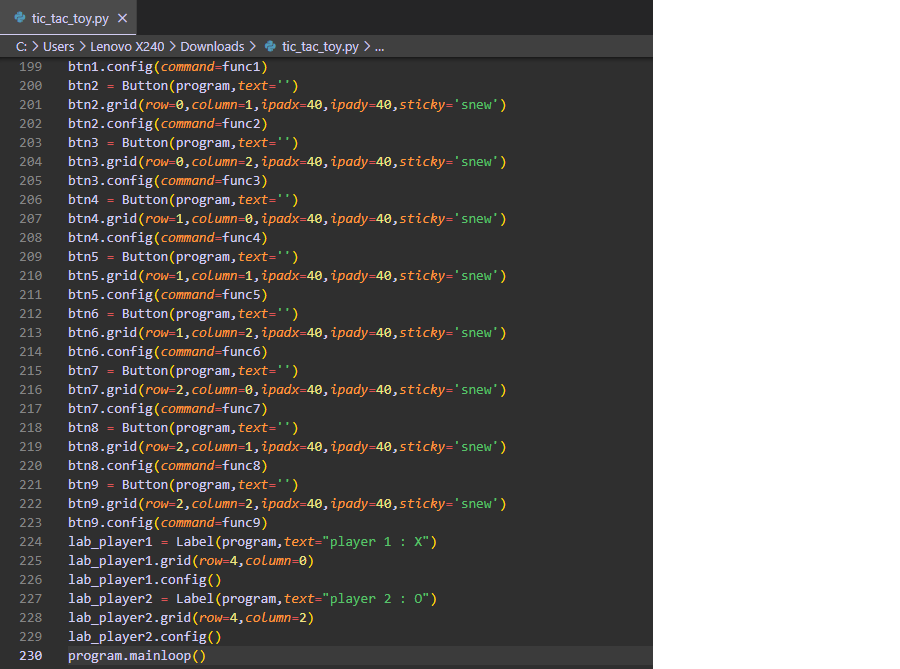 tic_tac_toy.py ×
C: > Users > Lenovo X240 > Downloads > tic_tac_toy.py > ...
199 btn1.config(command=func1)
200 btn2 = Button(program,text='')
201 btn2.grid(row=0,column=1,ipadx=40,ipady=40,sticky='snew')
202 btn2.config(command=func2)
203 btn3 = Button(program,text='')
204 btn3.grid(row=0,column=2,ipadx=40,ipady=40,sticky='snew')
205 btn3.config(command=func3)
206 btn4 = Button(program,text='')
207 btn4.grid(row=1,column=0,ipadx=40,ipady=40,sticky='snew')
208 btn4.config(command=func4)
209 btn5 = Button(program,text='')
210 btn5.grid(row=1,column=1,ipadx=40,ipady=40,sticky='snew')
211 btn5.config(command=func5)
212 btn6 = Button(program,text='')
213 btn6.grid(row=1,column=2,ipadx=40,ipady=40,sticky='snew')
214 btn6.config(command=func6)
215 btn7 = Button(program,text='')
216 btn7.grid(row=2,column=0,ipadx=40,ipady=40,sticky='snew')
217 btn7.config(command=func7)
218 btn8 = Button(program,text='')
219 btn8.grid(row=2,column=1,ipadx=40,ipady=40,sticky='snew')
220 btn8.config(command=func8)
221 btn9 = Button(program,text='')
222 btn9.grid(row=2,column=2,ipadx=40,ipady=40,sticky='snew')
223 btn9.config(command=func9)
224 lab_player1 = Label(program,text="player 1 : X")
225 lab_player1.grid(row=4,column=0)
226 lab_player1.config()
227 lab_player2 = Label(program,text="player 2 : O")
228 lab_player2.grid(row=4,column=2)
229 lab_player2.config()
230 program.mainloop()